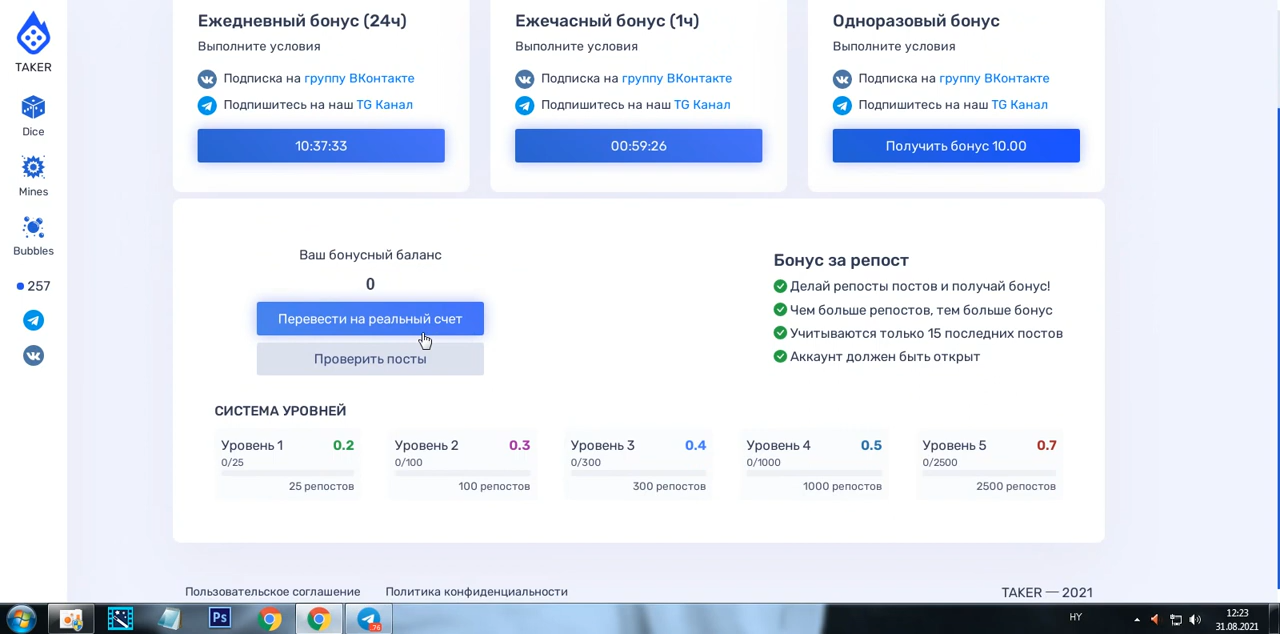 TAKER
Dice
Mines
Bubbles
257
Ежедневный бонус (24ч)
Выполните условия
Подписка на группу ВКонтакте
Подпишитесь на наш TG Канал
10:37:33
Ежечасный бонус (1ч)
Выполните условия
Подписка на группу ВКонтакте
Подпишитесь на наш TG Канал
00:59:26
Одноразовый бонус
Выполните условия
Подписка на группу ВКонтакте
Подпишитесь на наш TG Канал
Получить бонус 10.00
Ваш бонусный баланс
0
Перевести на реальный счет
Проверить посты
Бонус за репост
Делай репосты постов и получай бонус!
Чем больше репостов, тем больше бонус
Учитываются только 15 последних постов
Аккаунт должен быть открыт
СИСТЕМА УРОВНЕЙ
Уровень 1 0.2
0/25
25 репостов
Уровень 2 0.3
0/100
100 репостов
Уровень 3 0.4
0/300
300 репостов
Уровень 4 0.5
0/1000
1000 репостов
Уровень 5 0.7
0/2500
2500 репостов
Пользовательское соглашение
Политика конфиденциальности
TAKER — 2021
Ps
76
HY
12:23
31.08.2021